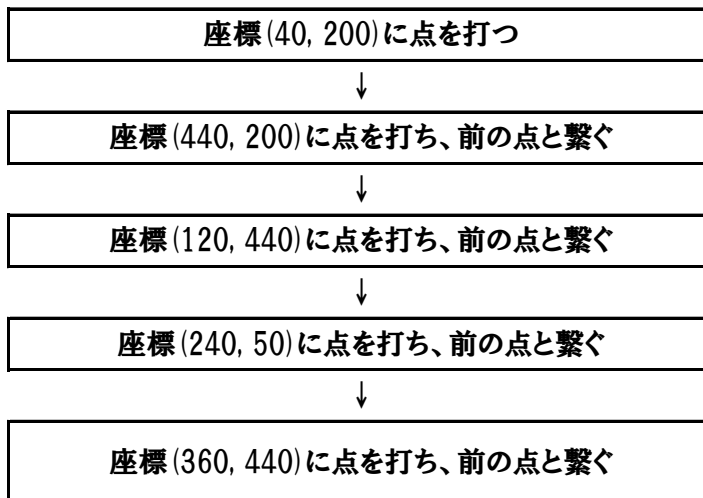 座標(40, 200)に点を打つ
↓
座標(440, 200)に点を打ち、前の点と繋ぐ
↓
座標(120, 440)に点を打ち、前の点と繋ぐ
↓
座標(240, 50)に点を打ち、前の点と繋ぐ
↓
座標(360, 440)に点を打ち、前の点と繋ぐ